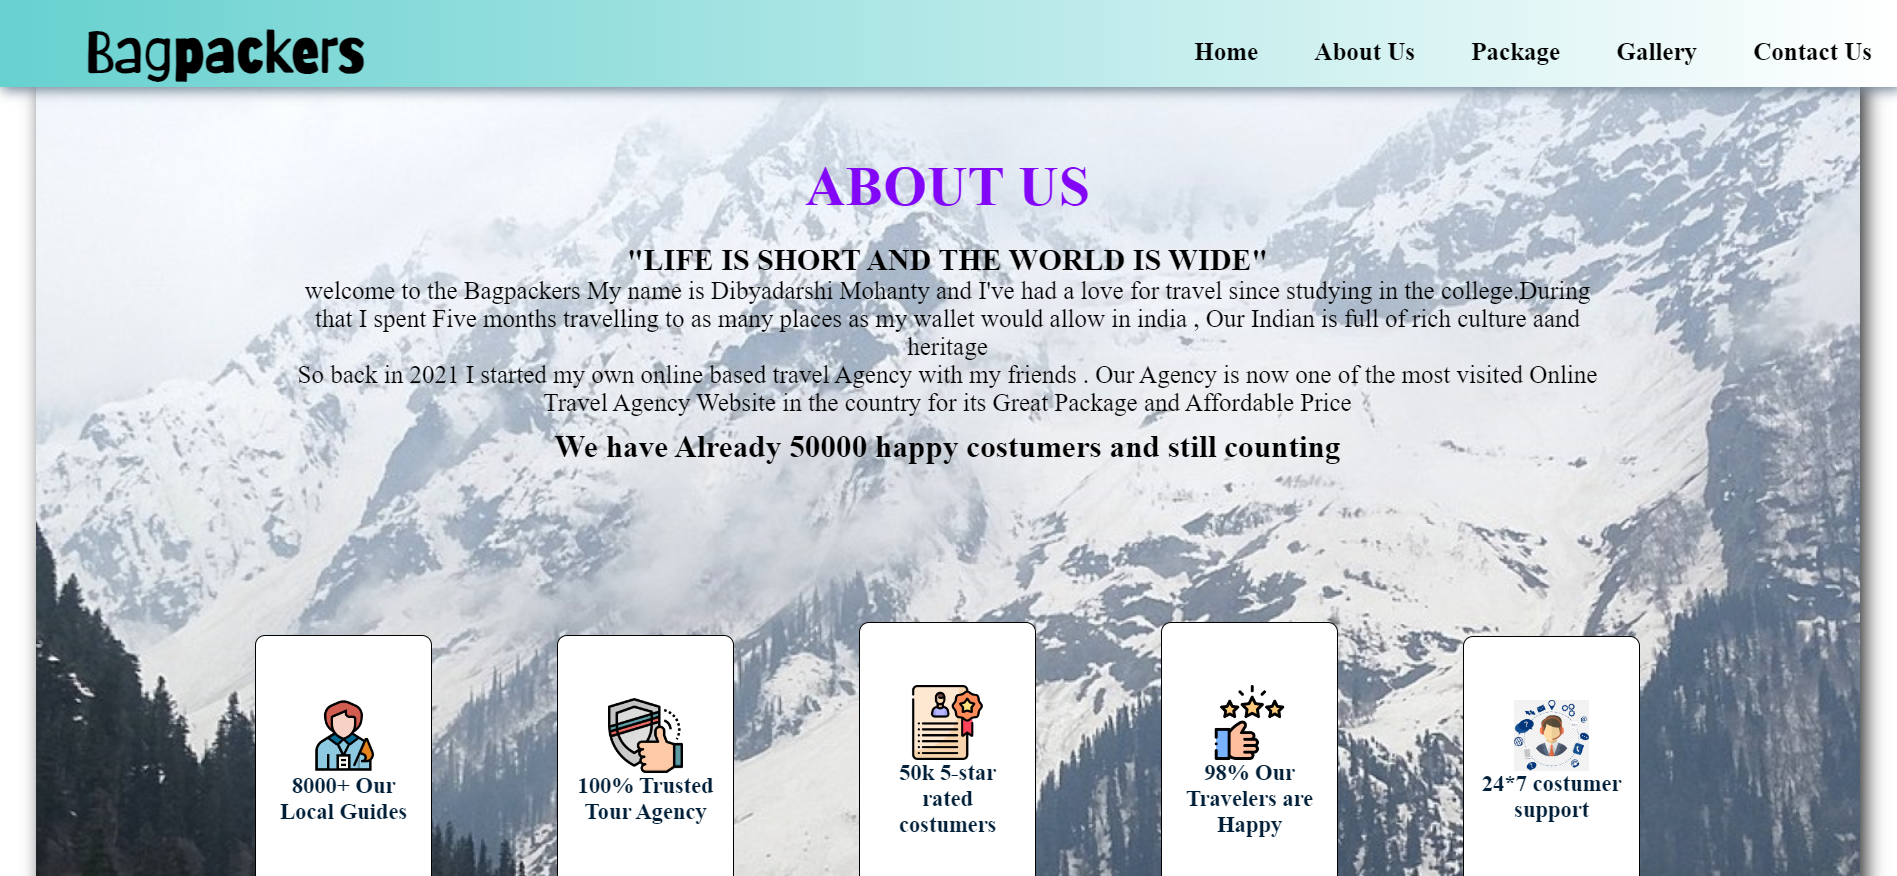 Bagpackers
Home About Us Package Gallery Contact Us
ABOUT US
"LIFE IS SHORT AND THE WORLD IS WIDE"
welcome to the Bagpackers My name is Dibyadarshi Mohanty and I've had a love for travel since studying in the college.During
that I spent Five months travelling to as many places as my wallet would allow in india , Our Indian is full of rich culture aand
heritage
So back in 2021 I started my own online based travel Agency with my friends . Our Agency is now one of the most visited Online
Travel Agency Website in the country for its Great Package and Affordable Price
We have Already 50000 happy costumers and still counting
8000+ Our
Local Guides
100% Trusted
Tour Agency
50k 5-star
rated
costumers
98% Our
Travelers are
Happy
24*7 costumer
support